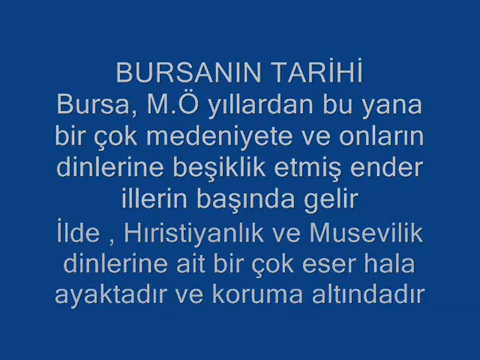 BURSANIN TARİHİ
Bursa, M.Ö yıllardan bu yana
bir çok medeniyete ve onların
dinlerine beşiklik etmiş ender
illerin başında gelir
İlde , Hıristiyanlık ve Musevilik
dinlerine ait bir çok eser hala
ayaktadır ve koruma altındadır